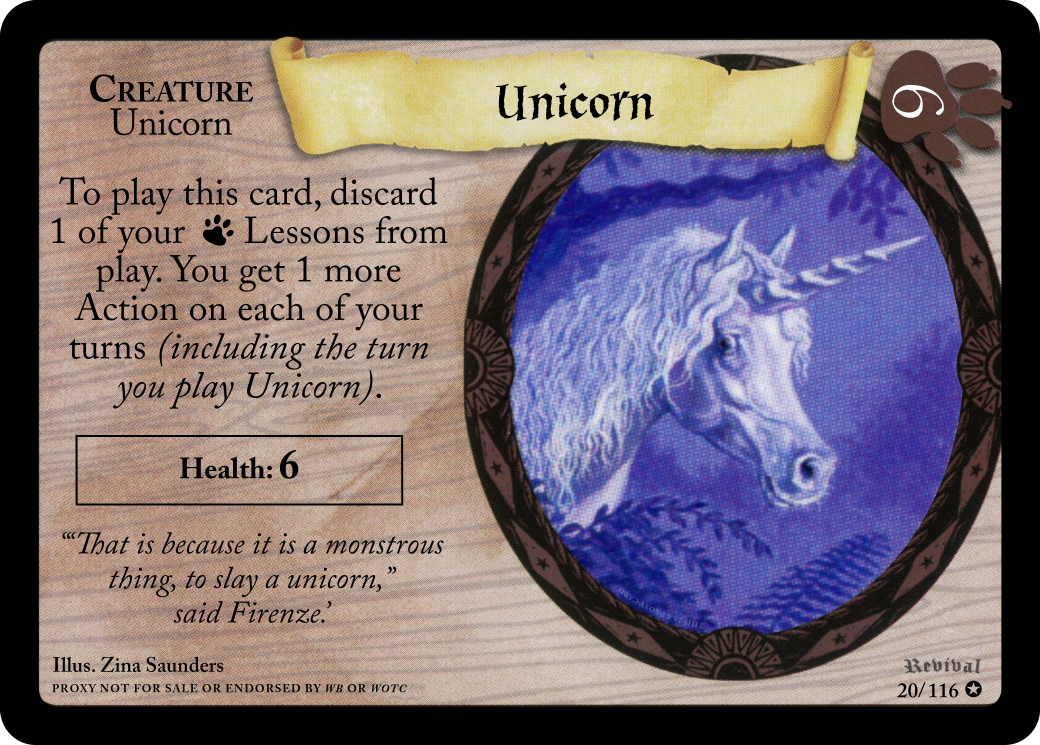 CREATURE
Unicorn
Unicorn
9
To play this card, discard
1 of your Lessons from
play. You get 1 more
Action on each of your
turns (including the turn
you play Unicorn).
Health: 6
“‘That is because it is a monstrous
thing, to slay a unicorn,”
said Firenze.’
Illus. Zina Saunders
PROXY NOT FOR SALE OR ENDORSED BY WB OR WOTC
Revival
20/116